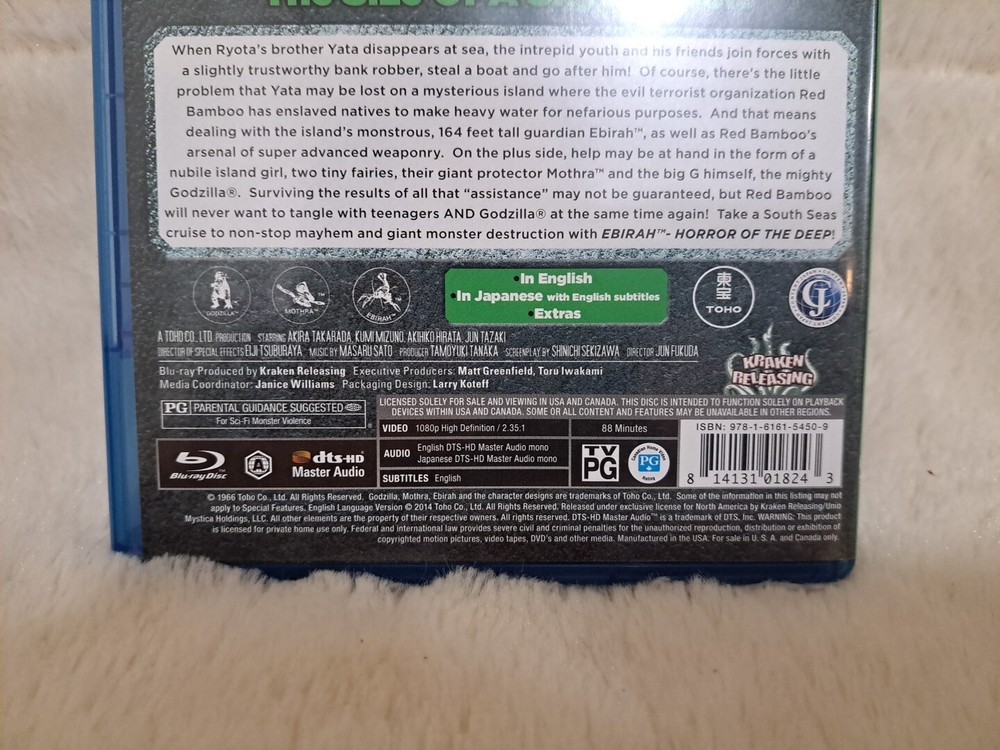 When Ryota's brother Yata disappears at sea, the intrepid youth and his friends join forces with
a slightly trustworthy bank robber, steal a boat and go after him! Of course, there's the little
problem that Yata may be lost on a mysterious island where the evil terrorist organization Red
Bamboo has enslaved natives to make heavy water for nefarious purposes. And that means
dealing with the island's monstrous, 164 feet tall guardian Ebirah™, as well as Red Bamboo's
arsenal of super advanced weaponry. On the plus side, help may be at hand in the form of a
nubile island girl, two tiny fairies, their giant protector Mothra™ and the big G himself, the mighty
Godzilla®. Surviving the results of all that "assistance" may not be guaranteed, but Red Bamboo
will never want to tangle with teenagers AND Godzilla® at the same time again! Take a South Seas
cruise to non-stop mayhem and giant monster destruction with EBIRAH™- HORROR OF THE DEEP!
GODZILLA™
MOTHRA™
EBIRAH™
•In English
•In Japanese with English subtitles
•Extras
東宝
TOHO
A TOHO CO., LTD. PRODUCTION STARRING AKIRA TAKARADA, KUMI MIZUNO, AKIHIKO HIRATA, JUN TAZAKI
DIRECTOR OF SPECIAL EFFECTS EIJI TSUBURAYA MUSIC BY MASARU SATO PRODUCER TAMOYUKI TANAKA SCREENPLAY BY SHINICHI SEKIZAWA DIRECTOR JUN FUKUDA
KRAKEN
RELEASING
Blu-ray Produced by Kraken Releasing Executive Producers: Matt Greenfield, Toru Iwakami
Media Coordinator: Janice Williams Packaging Design: Larry Koteff
PG PARENTAL GUIDANCE SUGGESTED
For Sci-Fi Monster Violence
LICENSED SOLELY FOR SALE AND VIEWING IN USA AND CANADA. THIS DISC IS INTENDED TO FUNCTION SOLELY ON PLAYBACK
DEVICES WITHIN USA AND CANADA. SOME OR ALL CONTENT AND FEATURES MAY BE UNAVAILABLE IN OTHER REGIONS.
VIDEO 1080p High Definition / 2.35:1 88 Minutes
AUDIO English DTS-HD Master Audio mono
Japanese DTS-HD Master Audio mono
SUBTITLES English
Blu-ray Disc™
A
dts-HD
Master Audio
TV
PG
PG
ISBN: 978-1-6161-5450-9
8 14131 01824 3
© 1966 Toho Co., Ltd. All Rights Reserved. Godzilla, Mothra, Ebirah and the character designs are trademarks of Toho Co., Ltd. Some of the information in this listing may not
apply to Special Features. English Language Version © 2014 Toho Co., Ltd. All Rights Reserved. Released under exclusive license for North America by Kraken Releasing/Unio
Mystica Holdings, LLC. All other elements are the property of their respective owners. All rights reserved. DTS-HD Master Audio™ is a trademark of DTS, Inc. WARNING: This product
is licensed for private home use only. Federal and international law provides severe civil and criminal penalties for the unauthorized reproduction, distribution or exhibition of
copyrighted motion pictures, video tapes, DVD's and other media. Manufactured in the USA. For sale in U. S. A. and Canada only.